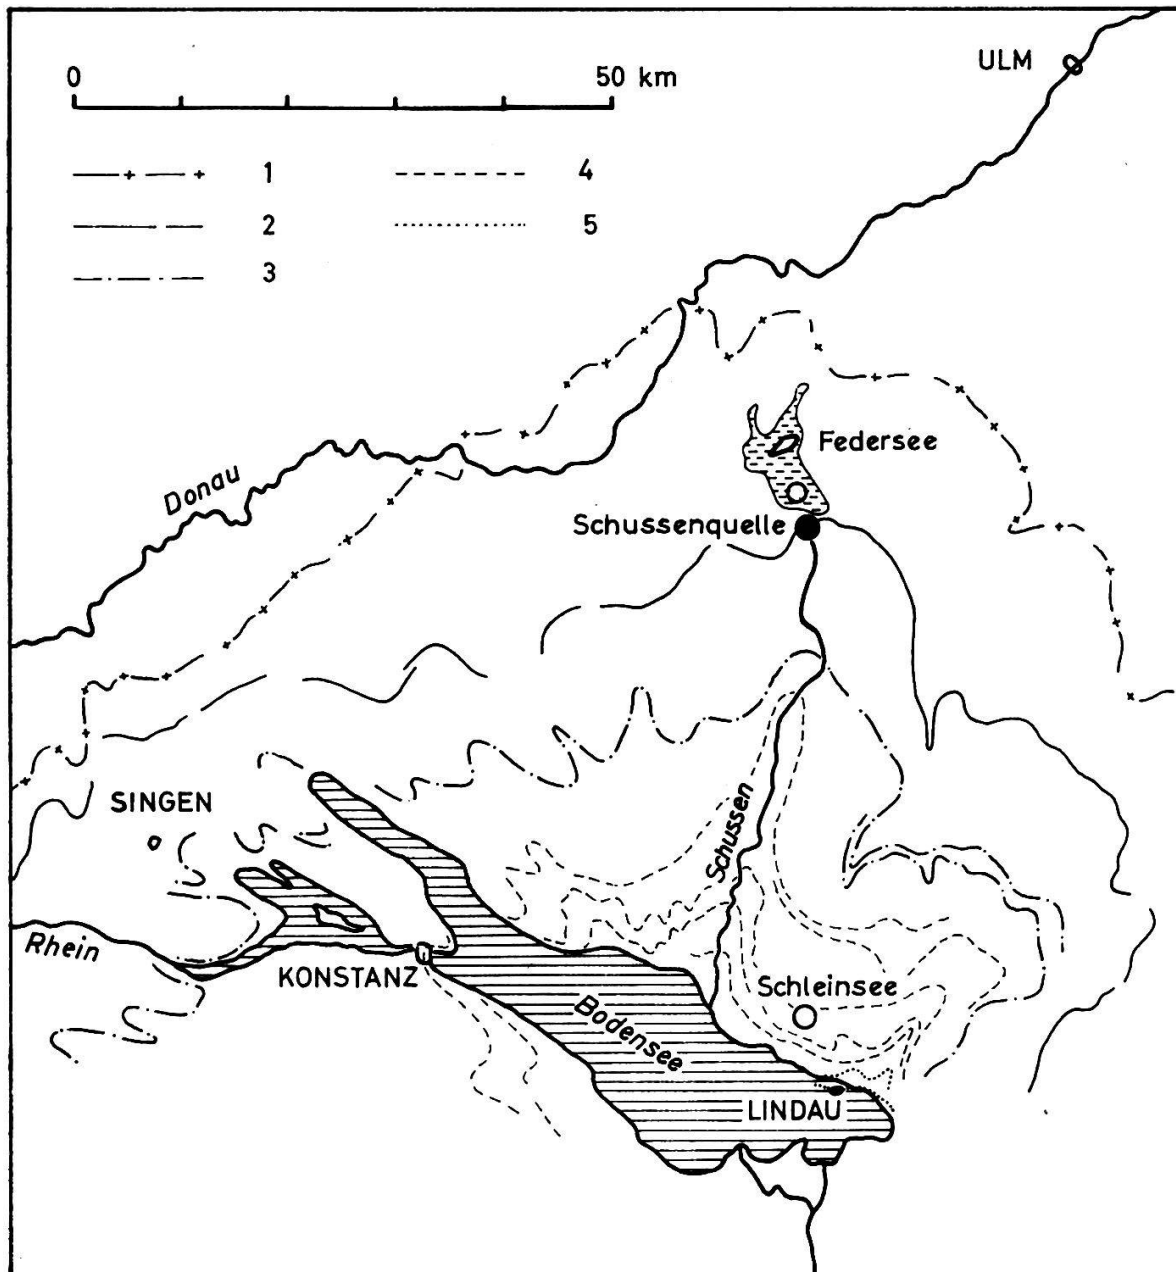 0 50 km
ULM
1 4
2 5
3
Donau
Federsee
Schussenquelle
SINGEN
Schussen
Rhein
KONSTANZ
Bodensee
Schleinsee
LINDAU